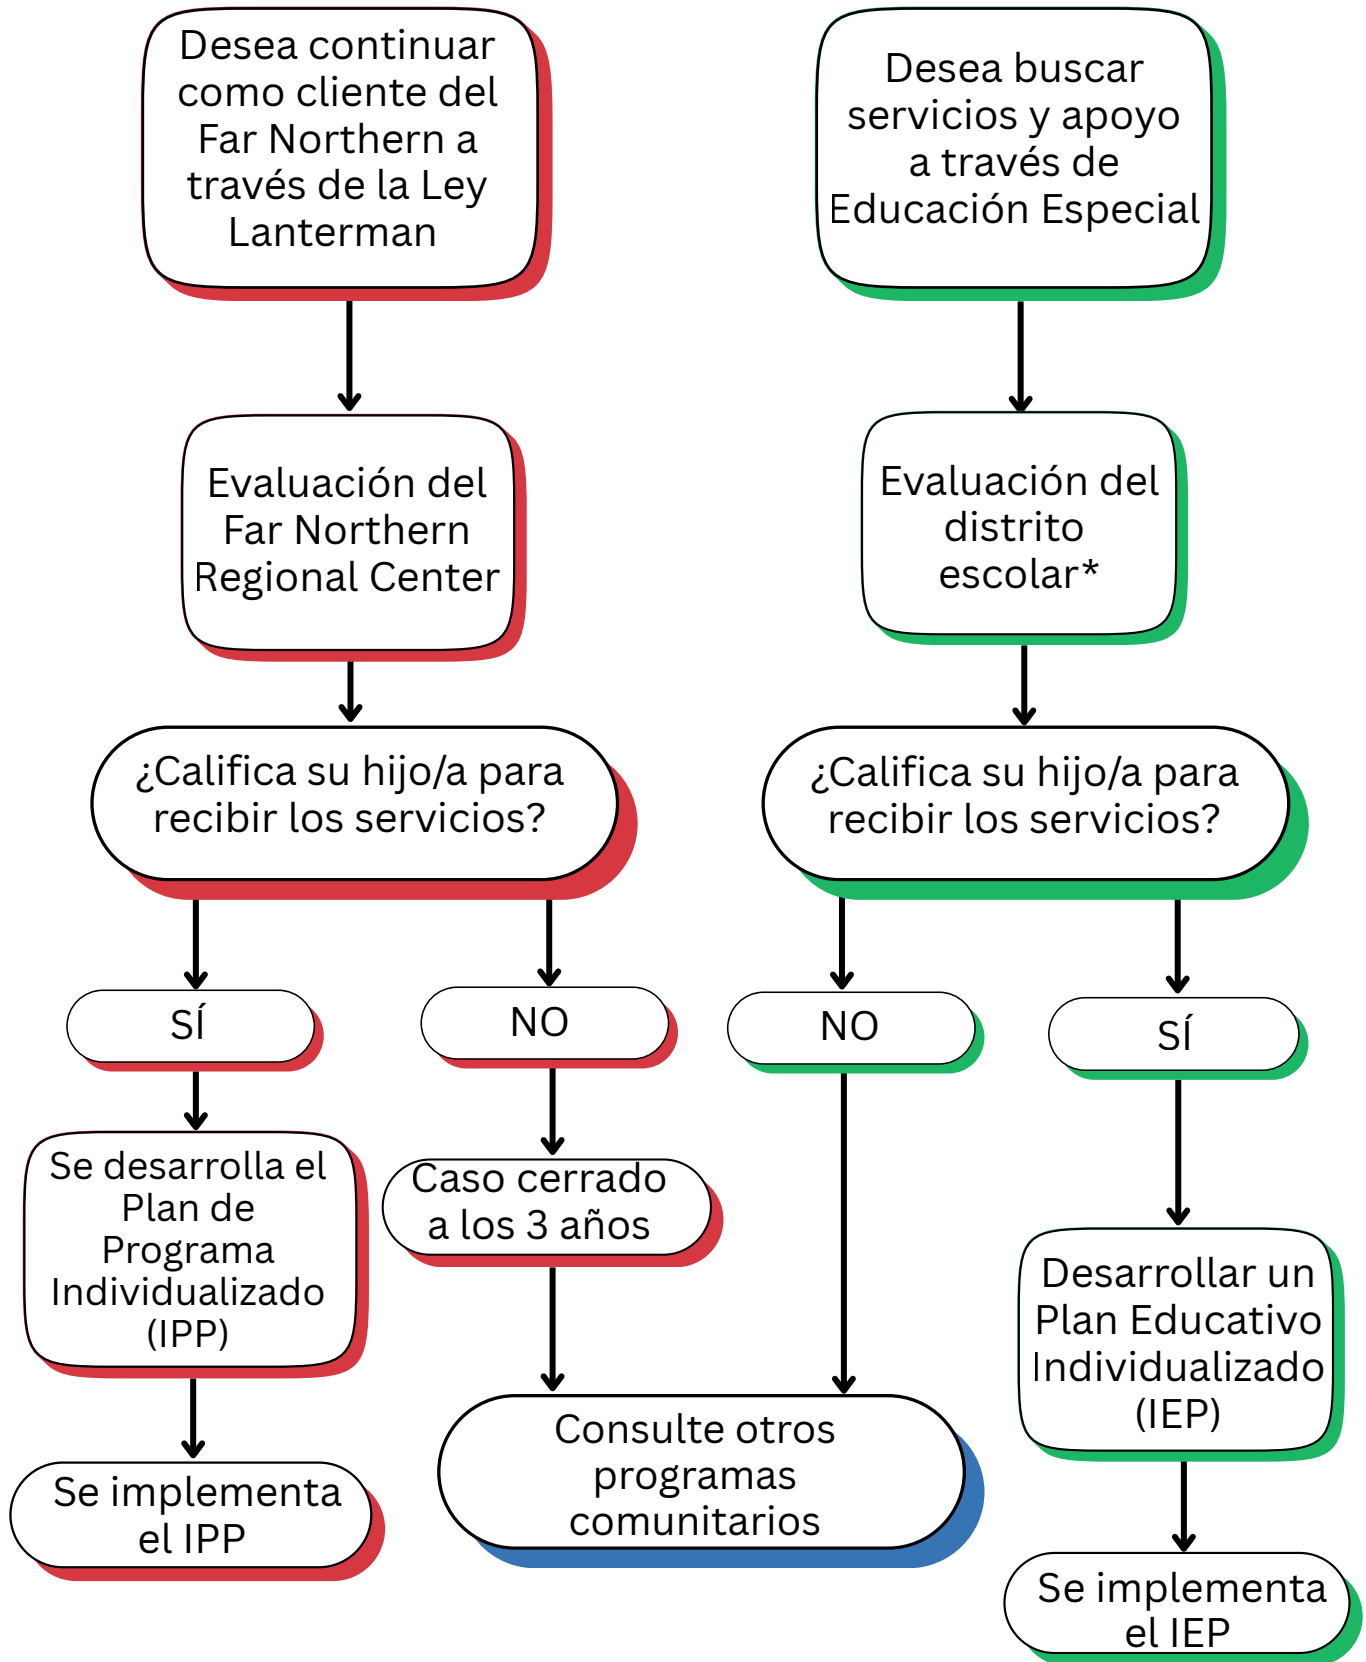 Desea continuar
como cliente del
Far Northern a
través de la Ley
Lanterman
Desea buscar
servicios y apoyo
a través de
Educación Especial
Evaluación del
Far Northern
Regional Center
Evaluación del
distrito
escolar*
¿Califica su hijo/a para
recibir los servicios?
¿Califica su hijo/a para
recibir los servicios?
SÍ
NO
NO
SÍ
Se desarrolla el
Plan de
Programa
Individualizado
(IPP)
Caso cerrado
a los 3 años
Desarrollar un
Plan Educativo
Individualizado
(IEP)
Se implementa
el IPP
Consulte otros
programas
comunitarios
Se implementa
el IEP